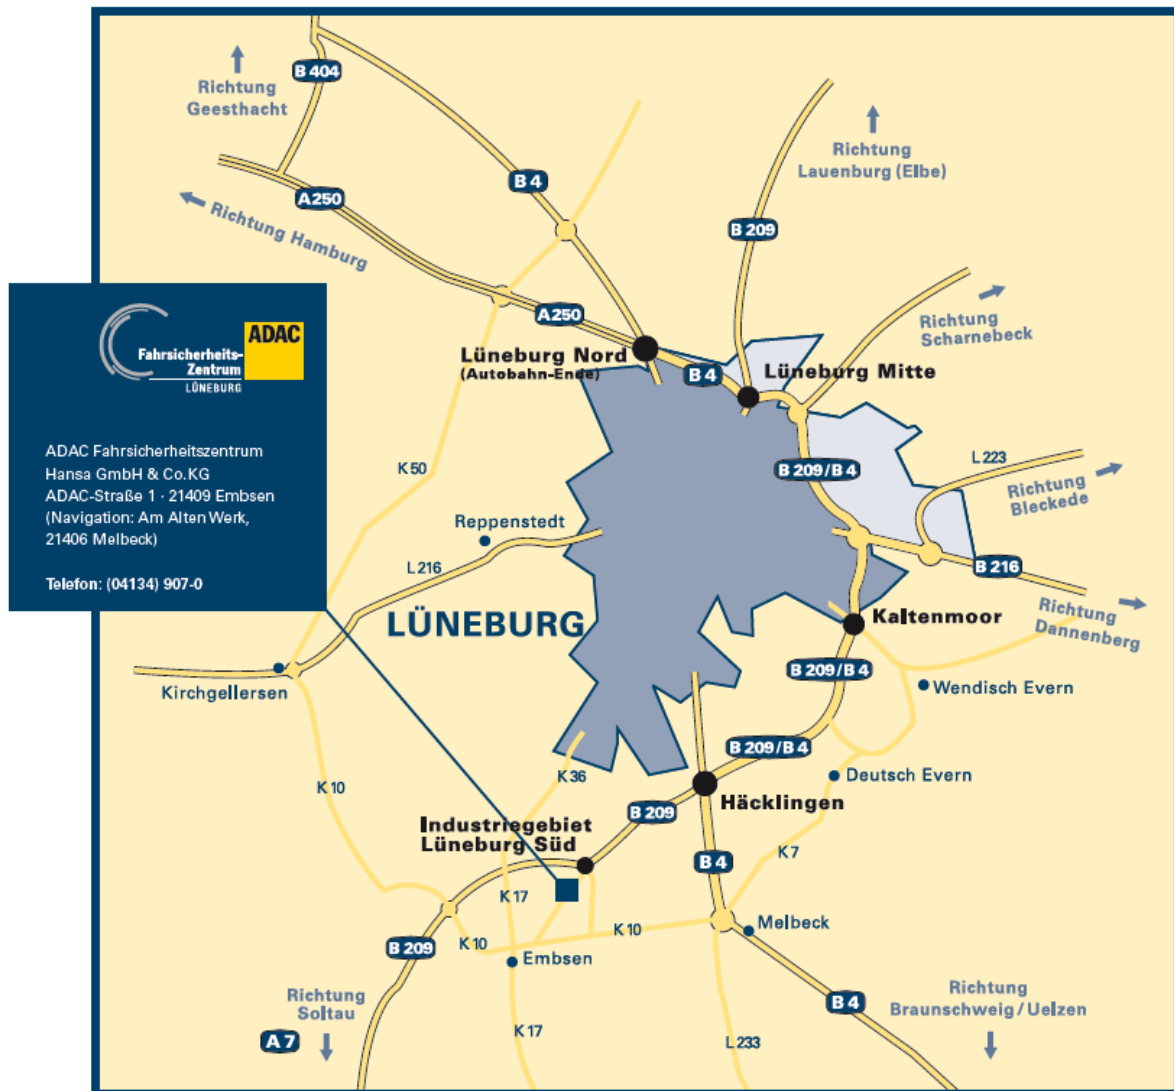 B 404
Richtung
Geesthacht
B 4
A250
Richtung Hamburg
Richtung
Lauenburg (Elbe)
B 209
Richtung
Scharnebeck
A250
Lüneburg Nord
(Autobahn-Ende)
B 4
Lüneburg Mitte
ADAC
Fahrsicherheits-
Zentrum
LÜNEBURG
ADAC Fahrsicherheitszentrum
Hansa GmbH & Co.KG
ADAC-Straße 1 · 21409 Embsen
(Navigation: Am Alten Werk,
21406 Melbeck)
Telefon: (04134) 907-0
K 50
B 209/B 4
L 223
Richtung
Bleckede
Reppenstedt
L 216
B 216
LÜNEBURG
Kaltenmoor
Richtung
Dannenberg
Kirchgellersen
B 209/B 4
Wendisch Evern
B 209/B 4
K 36
K 10
Deutsch Evern
Häcklingen
B 209
Industriegebiet
Lüneburg Süd
B 4
K 7
K 17
K 10
K 10
Melbeck
B 209
Embsen
Richtung
Soltau
A 7
K 17
L 233
B 4
Richtung
Braunschweig / Uelzen